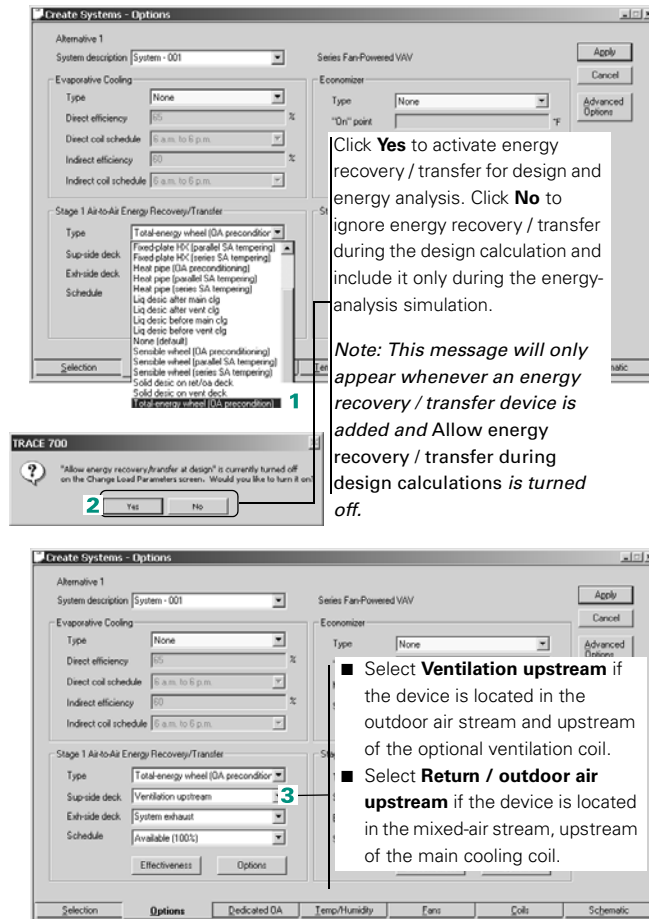 Create Systems - Options
Alternative 1
System description System - 001
Series Fan-Powered VAV
Apply
Cancel
Advanced Options
Evaporative Cooling
Type None
Direct efficiency 65 %
Direct coil schedule 6 a.m. to 6 p.m.
Indirect efficiency 60 %
Indirect coil schedule 6 a.m. to 6 p.m.
Economizer
Type None
"On" point °F
Stage 1 Air-to-Air Energy Recovery/Transfer
Type Total-energy wheel (OA precondition
Sup-side deck
Exh-side deck
Schedule
Fixed-plate HX (parallel SA tempering)
Fixed-plate HX (series SA tempering)
Heat pipe (OA preconditioning)
Heat pipe (parallel SA tempering)
Heat pipe (series SA tempering)
Liq desic after main clg
Liq desic after vent clg
Liq desic before main clg
Liq desic before vent clg
None (default)
Sensible wheel (OA preconditioning)
Sensible wheel (parallel SA tempering)
Sensible wheel (series SA tempering)
Solid desic on ret/oa deck
Solid desic on vent deck
Total-energy wheel (OA precondition)
1
Selection
Click Yes to activate energy
recovery / transfer for design and
energy analysis. Click No to
ignore energy recovery / transfer
during the design calculation and
include it only during the energy-
analysis simulation.
Note: This message will only
appear whenever an energy
recovery / transfer device is
added and Allow energy
recovery / transfer during
design calculations is turned
off.
TRACE 700
"Allow energy recovery/transfer at design" is currently turned off
on the Change Load Parameters screen. Would you like to turn it on
2
Yes
No
Create Systems - Options
Alternative 1
System description System - 001
Series Fan-Powered VAV
Apply
Cancel
Advanced Options
Evaporative Cooling
Type None
Direct efficiency 65 %
Direct coil schedule 6 a.m. to 6 p.m.
Indirect efficiency 60 %
Indirect coil schedule 6 a.m. to 6 p.m.
Economizer
Type None
Stage 1 Air-to-Air Energy Recovery/Transfer
Type Total-energy wheel (OA precondition
Sup-side deck Ventilation upstream
3
Exh-side deck System exhaust
Schedule Available (100%)
Effectiveness
Options
■ Select Ventilation upstream if
the device is located in the
outdoor air stream and upstream
of the optional ventilation coil.
■ Select Return / outdoor air
upstream if the device is located
in the mixed-air stream, upstream
of the main cooling coil.
Selection
Options
Dedicated OA
Temp/Humidity
Fans
Coils
Schematic